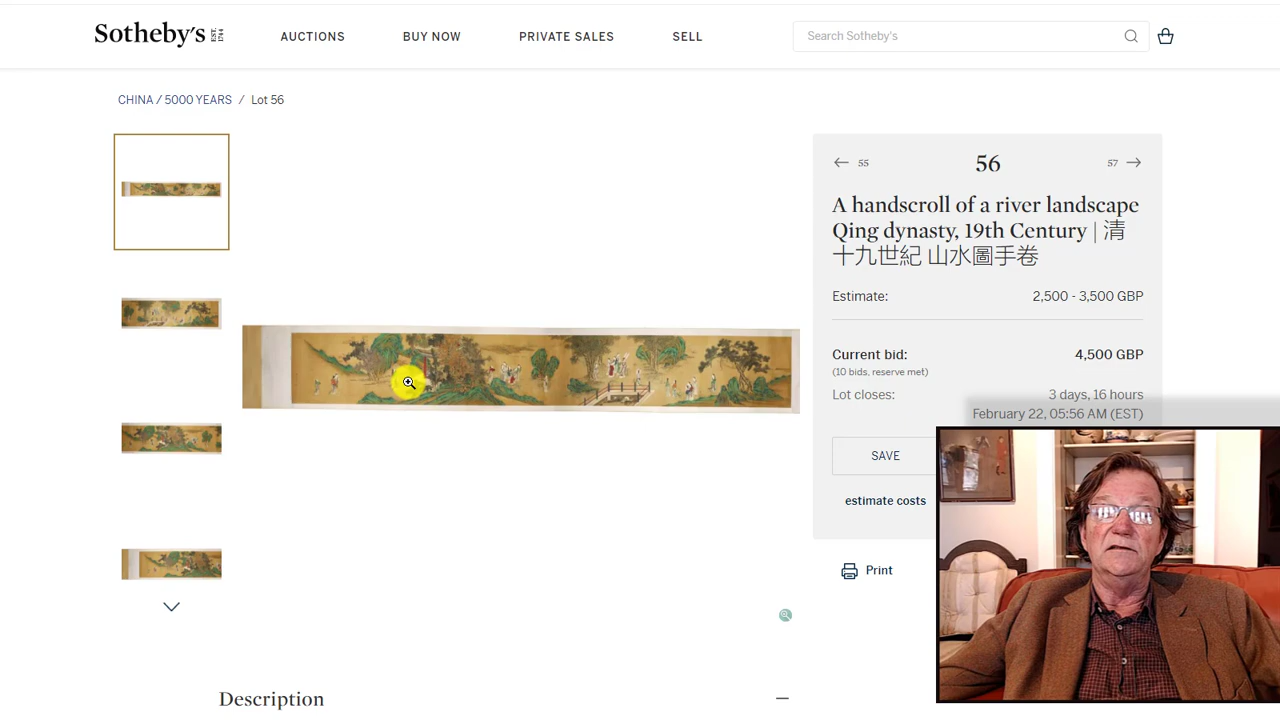 Sotheby's EST. 1744
AUCTIONS BUY NOW PRIVATE SALES SELL
Search Sotheby's
CHINA / 5000 YEARS / Lot 56
← 55 56 57 →
A handscroll of a river landscape
Qing dynasty, 19th Century | 清
十九世紀 山水圖手卷
Estimate: 2,500 - 3,500 GBP
Current bid: 4,500 GBP
(10 bids, reserve met)
Lot closes: 3 days, 16 hours
February 22, 05:56 AM (EST)
SAVE
estimate costs
Print
Description